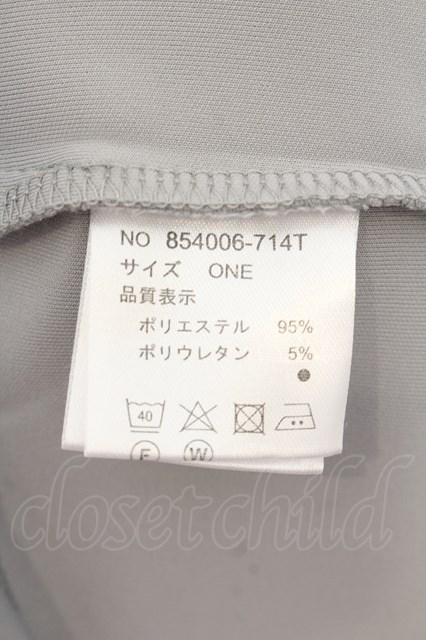 NO 854006-714T
サイズ ONE
品質表示
ポリエステル 95%
ポリウレタン 5%
40
F W
closet child